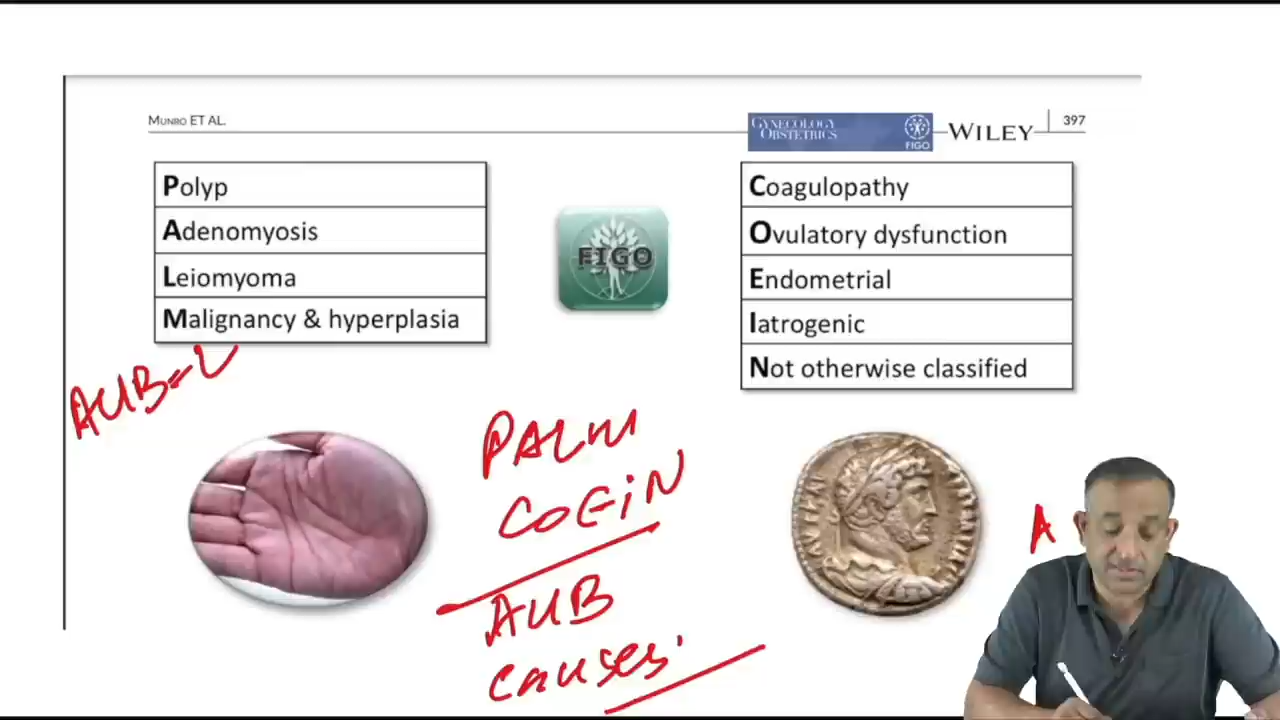 MUNRO ET AL.
GYNECOLOGY OBSTETRICS
FIGO
WILEY
397
Polyp
Adenomyosis
Leiomyoma
Malignancy & hyperplasia
FIGO
Coagulopathy
Ovulatory dysfunction
Endometrial
Iatrogenic
Not otherwise classified
AUB-L
PALM
COEIN
AUB
causes.
A